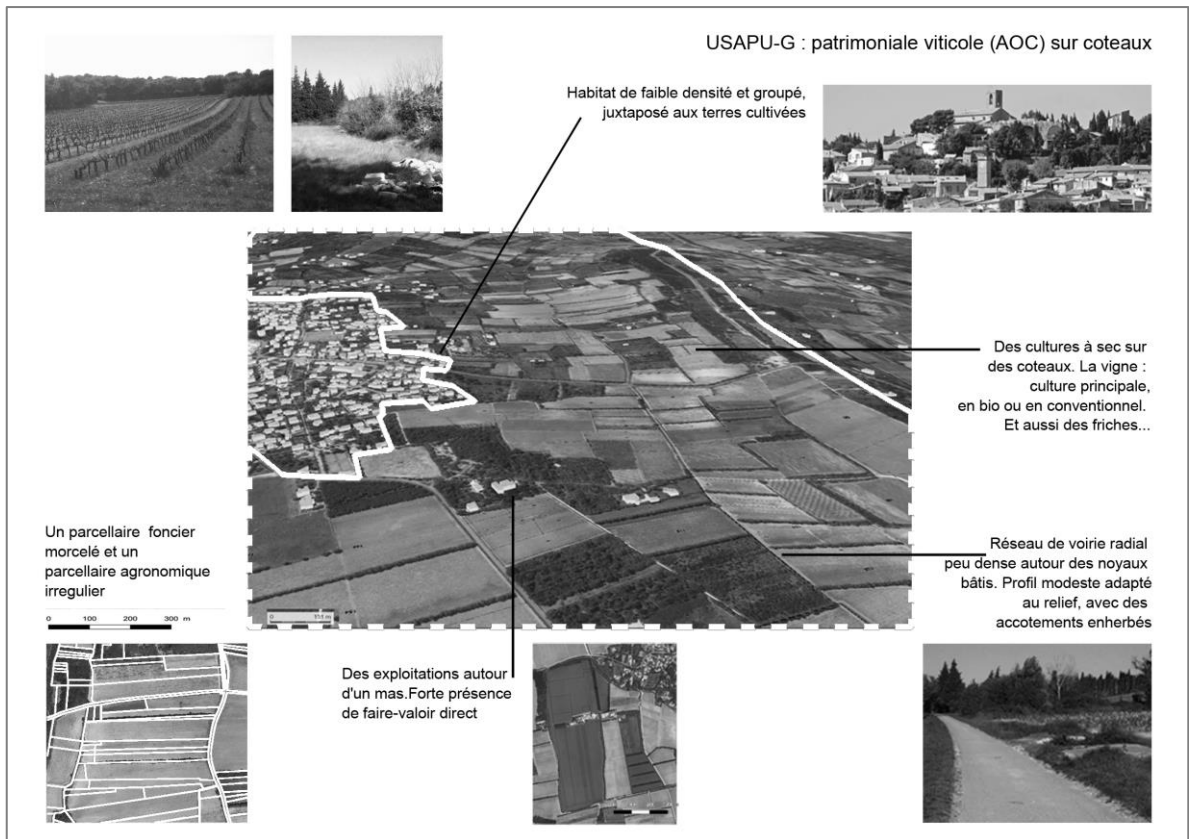 USAPU-G : patrimoniale viticole (AOC) sur coteaux
Habitat de faible densité et groupé,
juxtaposé aux terres cultivées
Des cultures à sec sur
des coteaux. La vigne :
culture principale,
en bio ou en conventionnel.
Et aussi des friches...
Un parcellaire foncier
morcelé et un
parcellaire agronomique
irregulier
0 100 200 300 m
Réseau de voirie radial
peu dense autour des noyaux
bâtis. Profil modeste adapté
au relief, avec des
accotements enherbés
Des exploitations autour
d'un mas.Forte présence
de faire-valoir direct